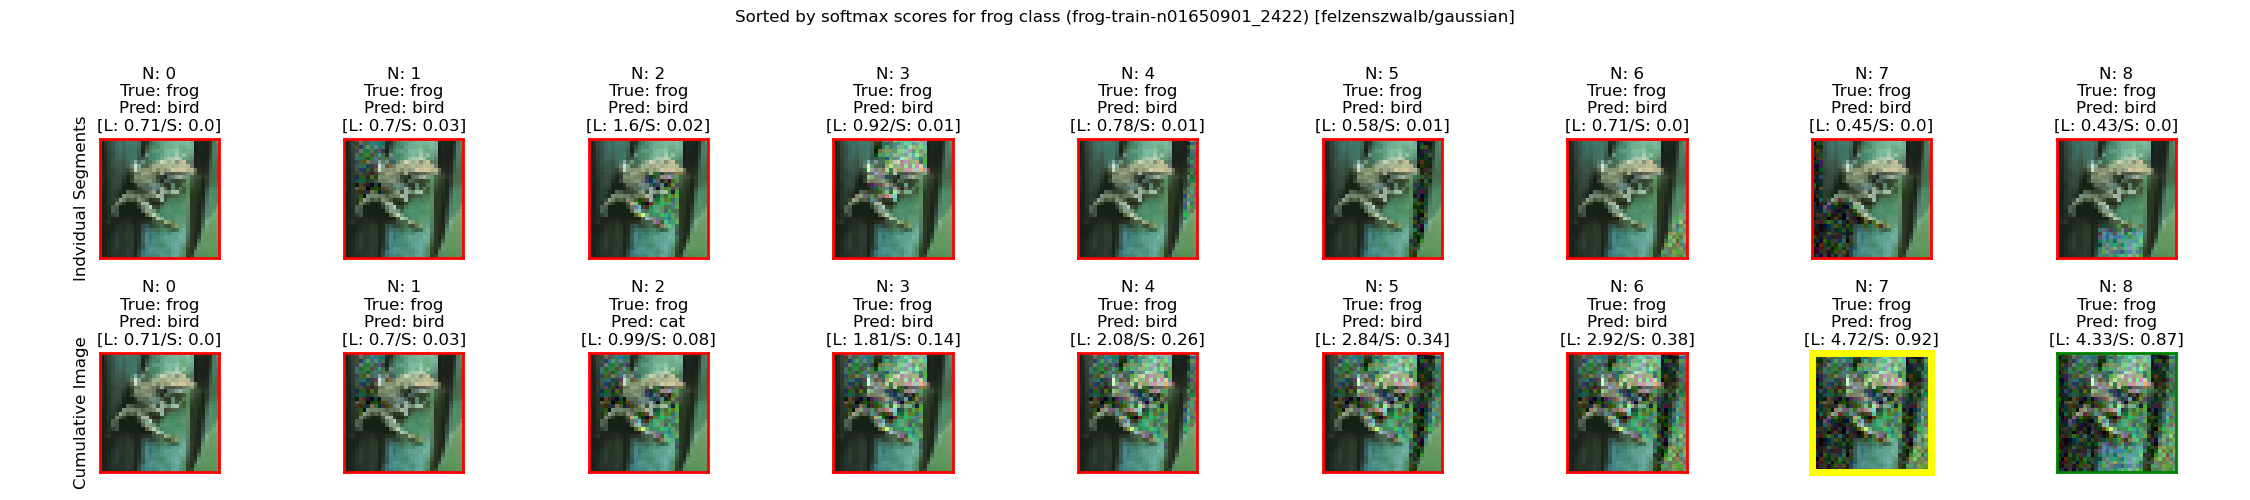 Sorted by softmax scores for frog class (frog-train-n01650901_2422) [felzenszwalb/gaussian]
Indvidual Segments
N: 0
True: frog
Pred: bird
[L: 0.71/S: 0.0]
N: 1
True: frog
Pred: bird
[L: 0.7/S: 0.03]
N: 2
True: frog
Pred: bird
[L: 1.6/S: 0.02]
N: 3
True: frog
Pred: bird
[L: 0.92/S: 0.01]
N: 4
True: frog
Pred: bird
[L: 0.78/S: 0.01]
N: 5
True: frog
Pred: bird
[L: 0.58/S: 0.01]
N: 6
True: frog
Pred: bird
[L: 0.71/S: 0.0]
N: 7
True: frog
Pred: bird
[L: 0.45/S: 0.0]
N: 8
True: frog
Pred: bird
[L: 0.43/S: 0.0]
Cumulative Image
N: 0
True: frog
Pred: bird
[L: 0.71/S: 0.0]
N: 1
True: frog
Pred: bird
[L: 0.7/S: 0.03]
N: 2
True: frog
Pred: cat
[L: 0.99/S: 0.08]
N: 3
True: frog
Pred: bird
[L: 1.81/S: 0.14]
N: 4
True: frog
Pred: bird
[L: 2.08/S: 0.26]
N: 5
True: frog
Pred: bird
[L: 2.84/S: 0.34]
N: 6
True: frog
Pred: bird
[L: 2.92/S: 0.38]
N: 7
True: frog
Pred: frog
[L: 4.72/S: 0.92]
N: 8
True: frog
Pred: frog
[L: 4.33/S: 0.87]